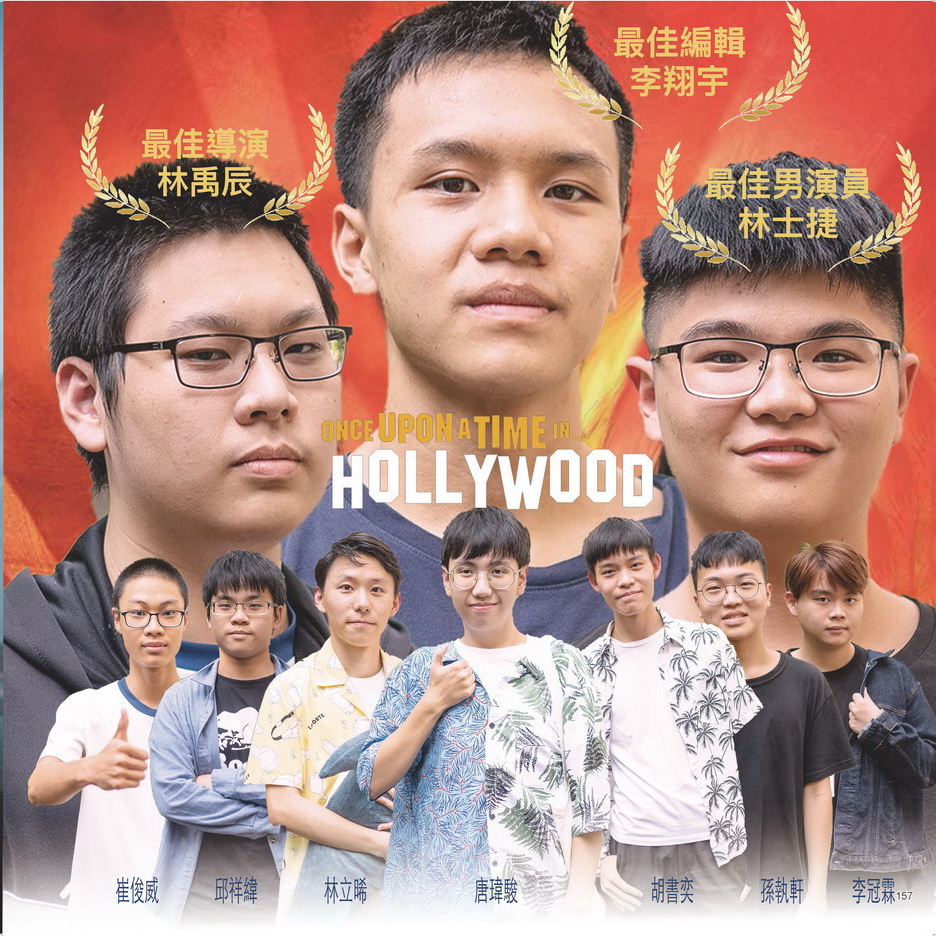 最佳編輯
李翔宇
最佳導演
林禹辰
最佳男演員
林士捷
ONCE UPON A TIME IN...
HOLLYWOOD
崔俊威
邱祥緯
林立晞
唐瑋駿
胡書奕
孫執軒
李冠霖
157